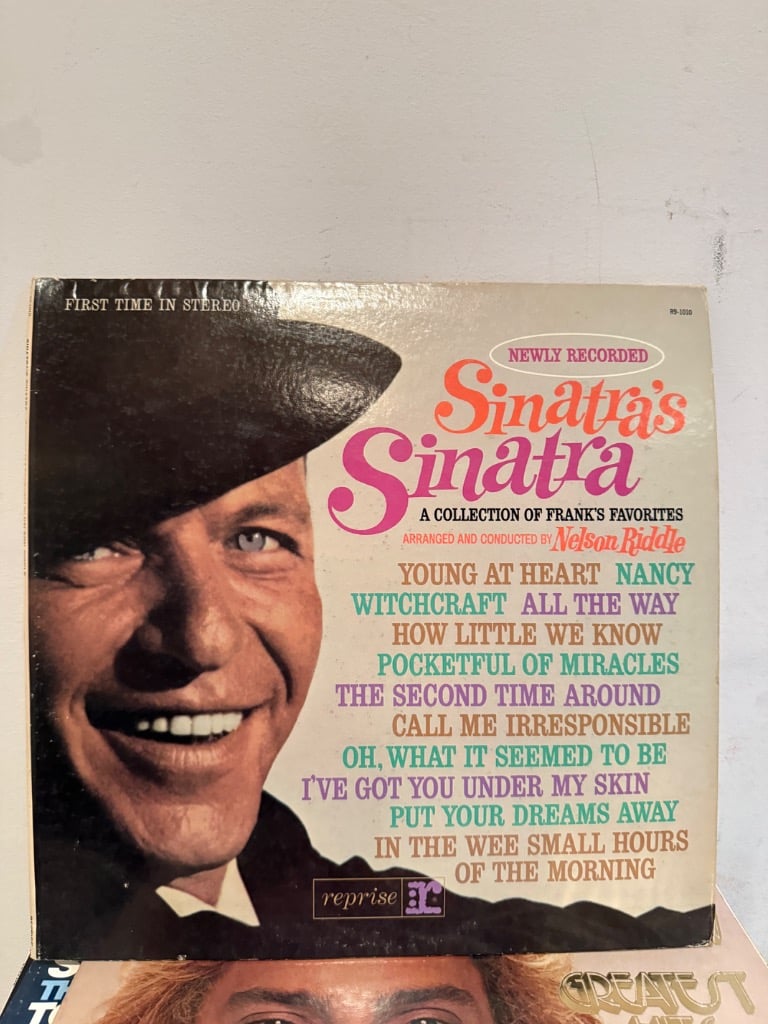 FIRST TIME IN STEREO
R9-1010
NEWLY RECORDED
Sinatra's
Sinatra
A COLLECTION OF FRANK'S FAVORITES
ARRANGED AND CONDUCTED BY Nelson Riddle
YOUNG AT HEART NANCY
WITCHCRAFT ALL THE WAY
HOW LITTLE WE KNOW
POCKETFUL OF MIRACLES
THE SECOND TIME AROUND
CALL ME IRRESPONSIBLE
OH, WHAT IT SEEMED TO BE
I'VE GOT YOU UNDER MY SKIN
PUT YOUR DREAMS AWAY
IN THE WEE SMALL HOURS
OF THE MORNING
reprise r
GREATEST